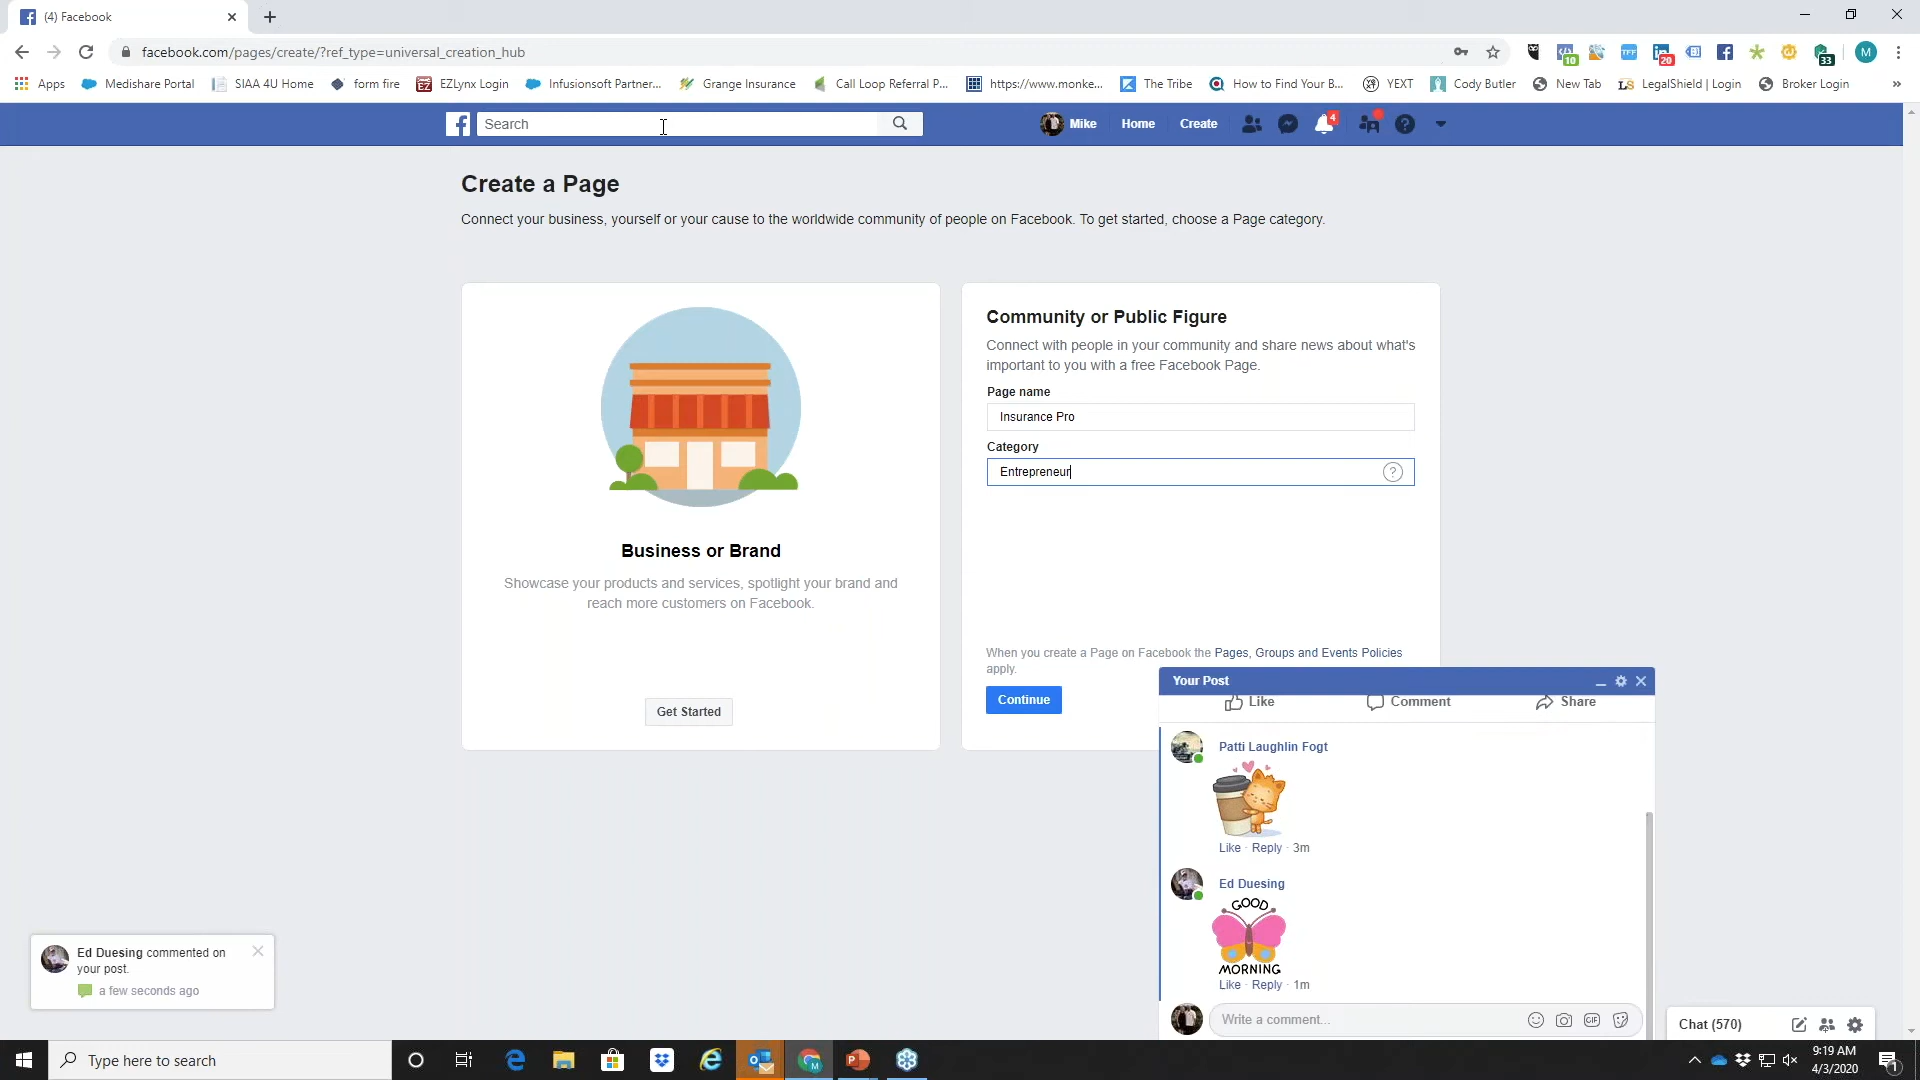 (4) Facebook
facebook.com/pages/create/?ref_type=universal_creation_hub
10
20
33
M
Apps Medishare Portal SIAA 4U Home form fire EZLynx Login Infusionsoft Partner... Grange Insurance Call Loop Referral P... https://www.monke... The Tribe How to Find Your B... YEXT Cody Butler New Tab LegalShield | Login Broker Login
Search
Mike Home Create
4
Create a Page
Connect your business, yourself or your cause to the worldwide community of people on Facebook. To get started, choose a Page category.
Business or Brand
Showcase your products and services, spotlight your brand and
reach more customers on Facebook.
Get Started
Community or Public Figure
Connect with people in your community and share news about what's
important to you with a free Facebook Page.
Page name
Insurance Pro
Category
Entrepreneur
?
When you create a Page on Facebook the Pages, Groups and Events Policies
apply.
Continue
Your Post
Like Comment Share
Patti Laughlin Fogt
Like · Reply · 3m
Ed Duesing
GOOD
MORNING
Like · Reply · 1m
Write a comment...
GIF
Ed Duesing commented on
your post.
a few seconds ago
Chat (570)
Type here to search
9:19 AM
4/3/2020
1